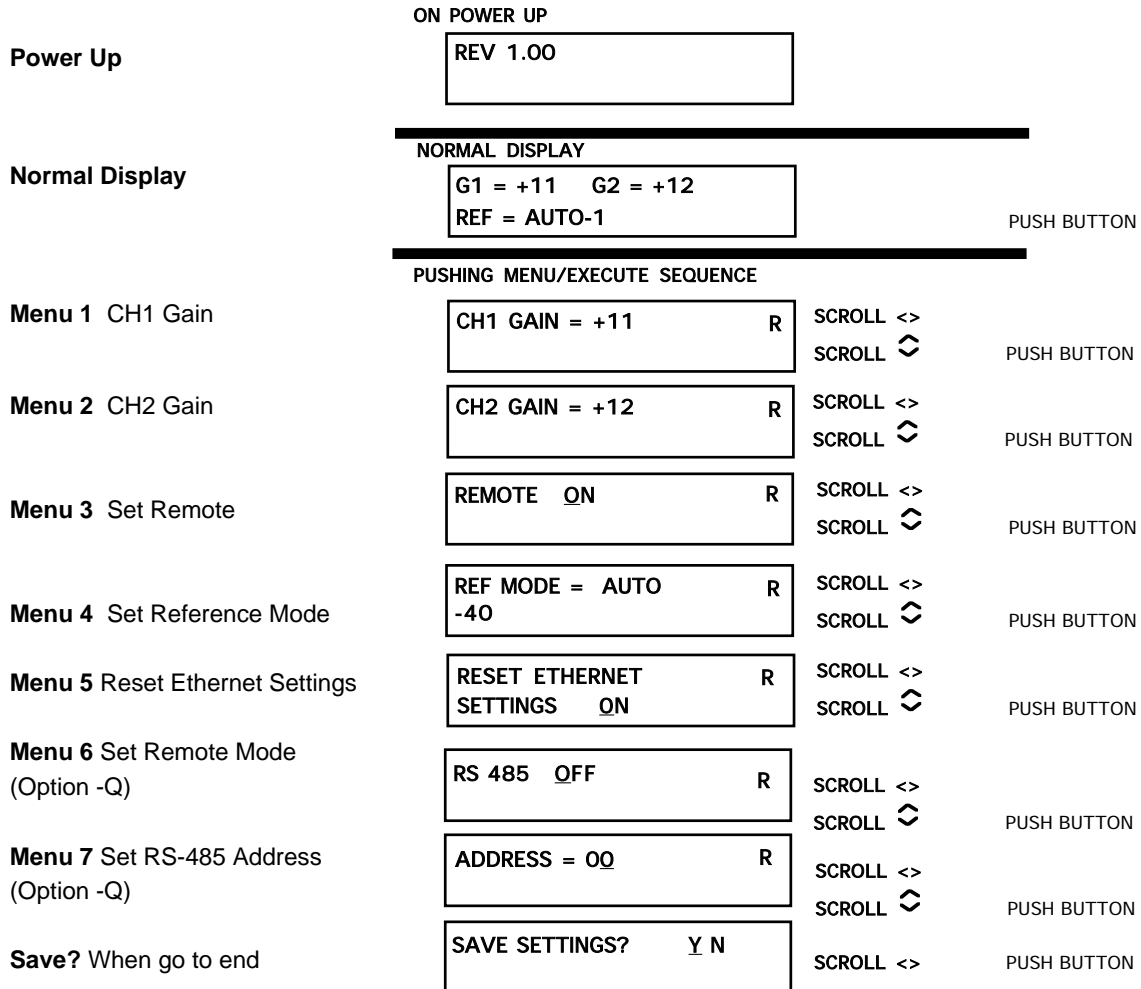 ON POWER UP
Power Up
REV 1.00
NORMAL DISPLAY
Normal Display
G1 = +11 G2 = +12
REF = AUTO-1
PUSH BUTTON
PUSHING MENU/EXECUTE SEQUENCE
Menu 1 CH1 Gain
CH1 GAIN = +11 R
SCROLL <>
SCROLL
PUSH BUTTON
Menu 2 CH2 Gain
CH2 GAIN = +12 R
SCROLL <>
SCROLL
PUSH BUTTON
Menu 3 Set Remote
REMOTE ON R
SCROLL <>
SCROLL
PUSH BUTTON
Menu 4 Set Reference Mode
REF MODE = AUTO R
-40
SCROLL <>
SCROLL
PUSH BUTTON
Menu 5 Reset Ethernet Settings
RESET ETHERNET R
SETTINGS ON
SCROLL <>
SCROLL
PUSH BUTTON
Menu 6 Set Remote Mode
(Option -Q)
RS 485 OFF R
SCROLL <>
SCROLL
PUSH BUTTON
Menu 7 Set RS-485 Address
(Option -Q)
ADDRESS = 00 R
SCROLL <>
SCROLL
PUSH BUTTON
Save? When go to end
SAVE SETTINGS? Y N
SCROLL <>
PUSH BUTTON